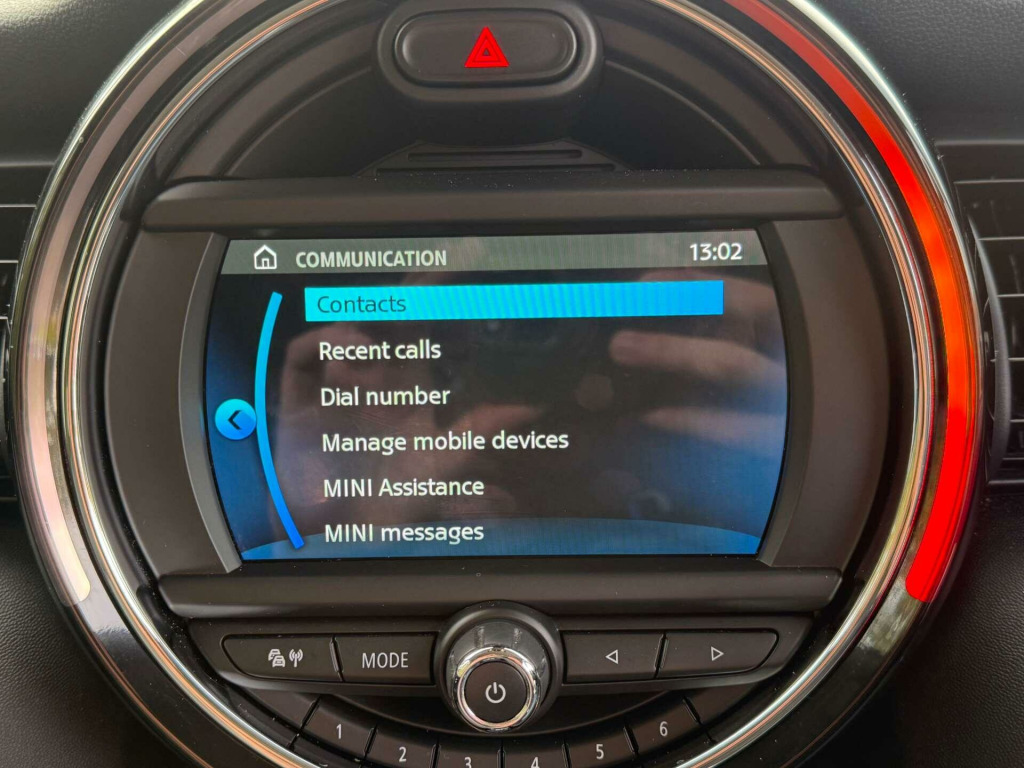 COMMUNICATION 13:02
Contacts
Recent calls
Dial number
Manage mobile devices
MINI Assistance
MINI messages
MODE
1 2 3 4 5 6